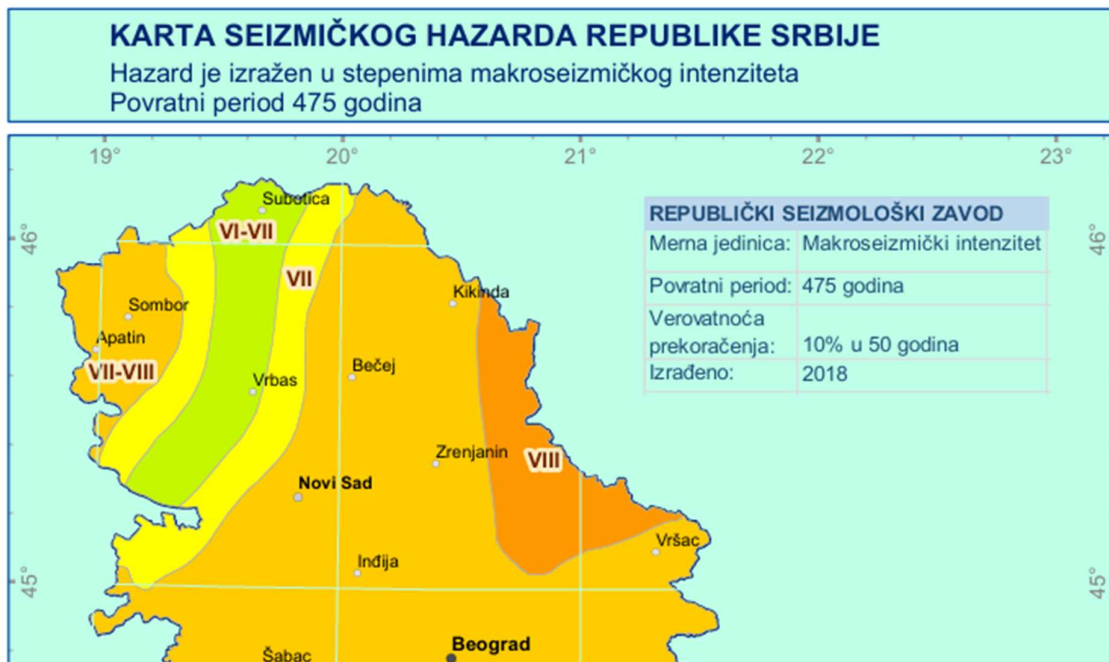 KARTA SEIZMIČKOG HAZARDA REPUBLIKE SRBIJE
Hazard je izražen u stepenima makroseizmičkog intenziteta
Povratni period 475 godina
19° 20° 21° 22° 23°
Subotica
VI-VII
REPUBLIČKI SEIZMOLOŠKI ZAVOD
Merna jedinica: Makroseizmički intenzitet
46° 46°
VII
Povratni period: 475 godina
Kikinda
Sombor
Verovatnoća
prekoračenja: 10% u 50 godina
Apatin
Izrađeno: 2018
VII-VIII
Bečej
Vrbas
Zrenjanin
VIII
Novi Sad
Vršac
Inđija
45° 45°
Beograd
Šabac